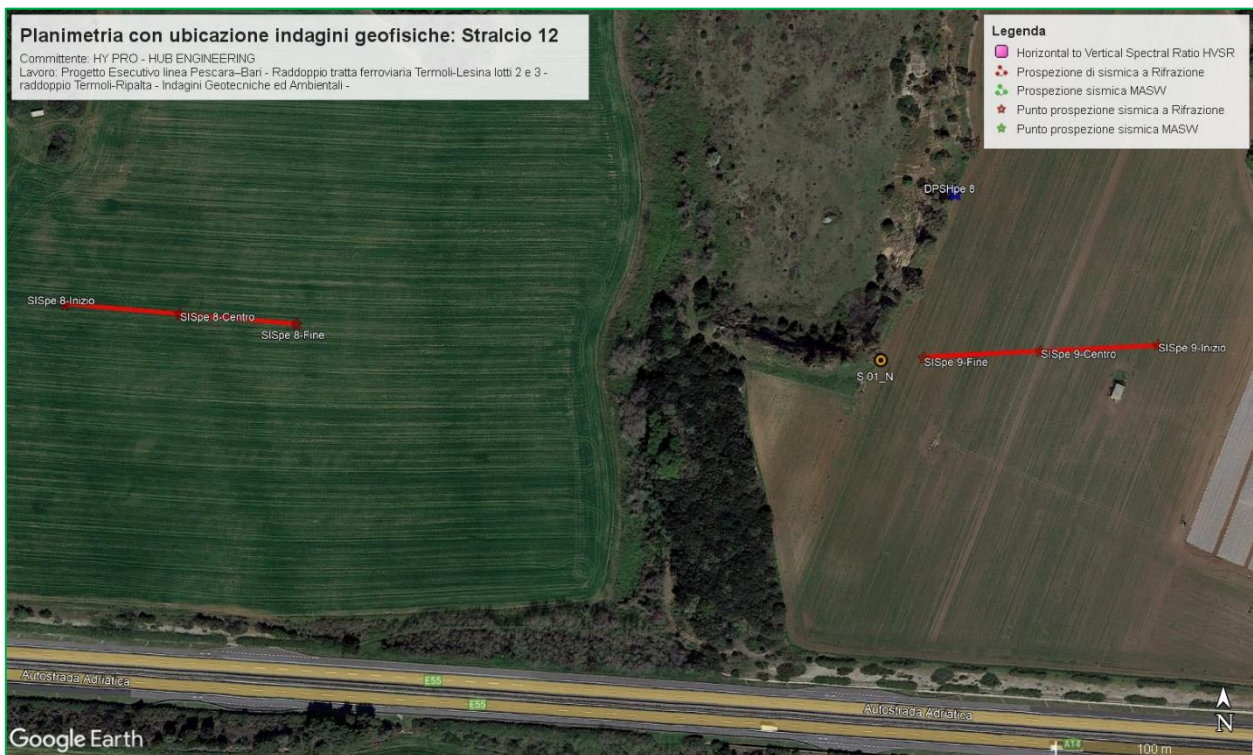 Planimetria con ubicazione indagini geofisiche: Stralcio 12
Committente: HY PRO - HUB ENGINEERING
Lavoro: Progetto Esecutivo linea Pescara–Bari - Raddoppio tratta ferroviaria Termoli-Lesina lotti 2 e 3 -
raddoppio Termoli-Ripalta - Indagini Geotecniche ed Ambientali -
Legenda
Horizontal to Vertical Spectral Ratio HVSR
Prospezione di sismica a Rifrazione
Prospezione sismica MASW
Punto prospezione sismica a Rifrazione
Punto prospezione sismica MASW
DPSHpe 8
SISpe 8-Inizio
SISpe 8-Centro
SISpe 8-Fine
S 01_N
SISpe 9-Fine
SISpe 9-Centro
SISpe 9-Inizio
Autostrada Adriatica
E55
E55
Autostrada Adriatica
N
Google Earth
A14
100 m